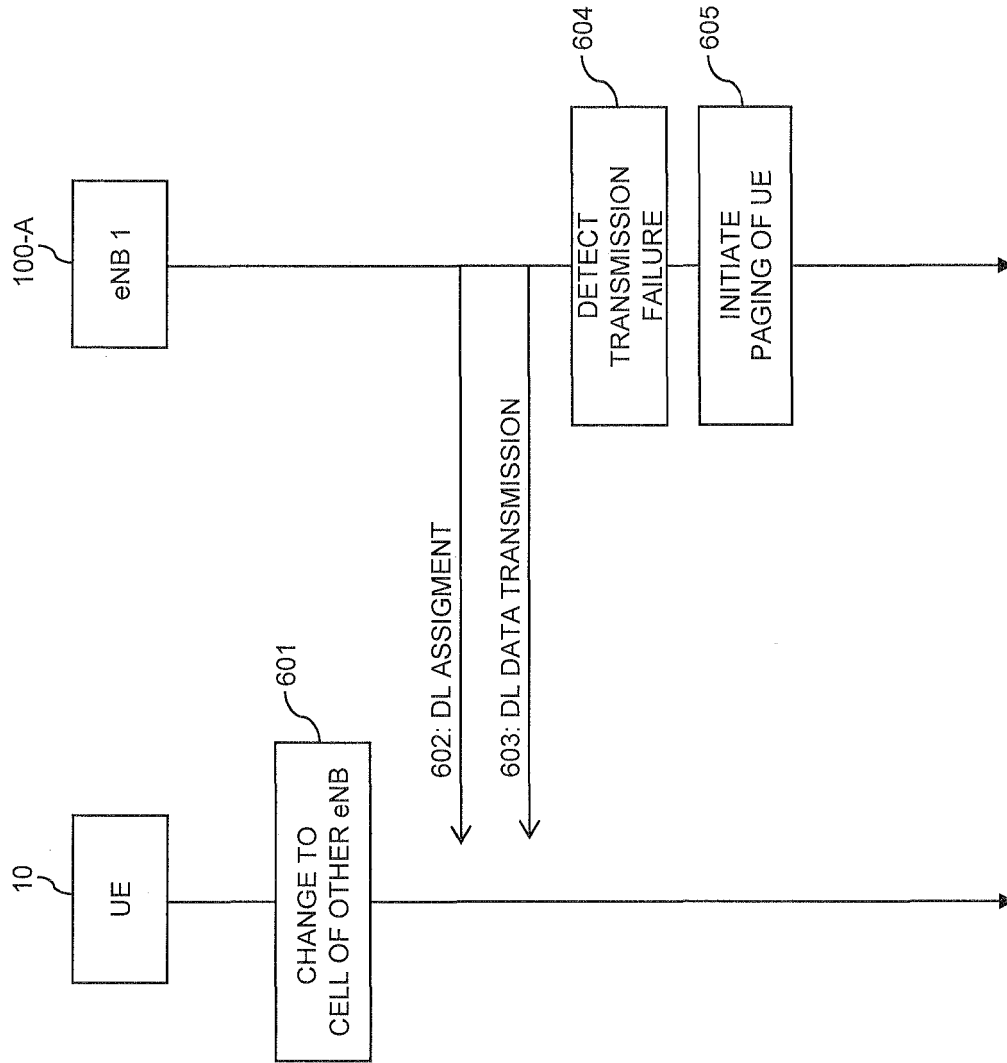 10
UE
100-A
eNB 1
601
CHANGE TO
CELL OF OTHER eNB
602: DL ASSIGMENT
603: DL DATA TRANSMISSION
604
DETECT
TRANSMISSION
FAILURE
605
INITIATE
PAGING OF UE